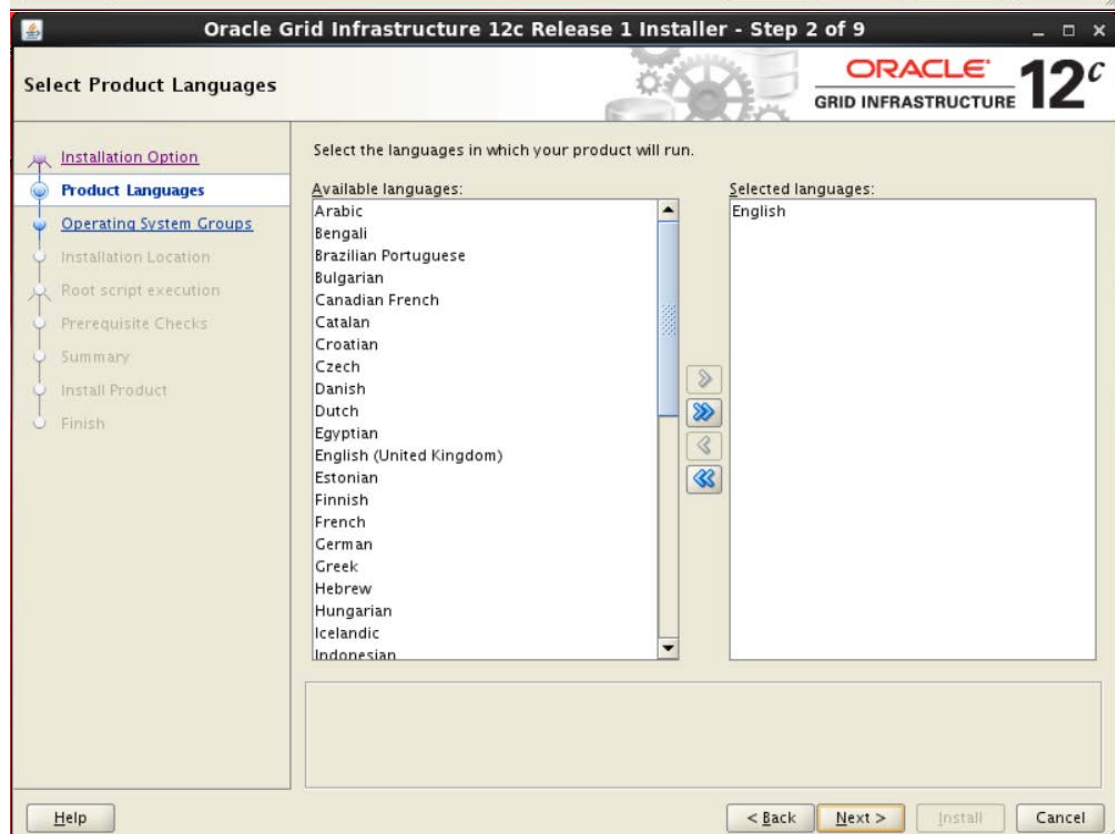 Oracle Grid Infrastructure 12c Release 1 Installer - Step 2 of 9
Select Product Languages
ORACLE
GRID INFRASTRUCTURE
12c
Installation Option
Product Languages
Operating System Groups
Installation Location
Root script execution
Prerequisite Checks
Summary
Install Product
Finish
Select the languages in which your product will run.
Available languages:
Arabic
Bengali
Brazilian Portuguese
Bulgarian
Canadian French
Catalan
Croatian
Czech
Danish
Dutch
Egyptian
English (United Kingdom)
Estonian
Finnish
French
German
Greek
Hebrew
Hungarian
Icelandic
Indonesian
Selected languages:
English
Help
< Back
Next >
Install
Cancel